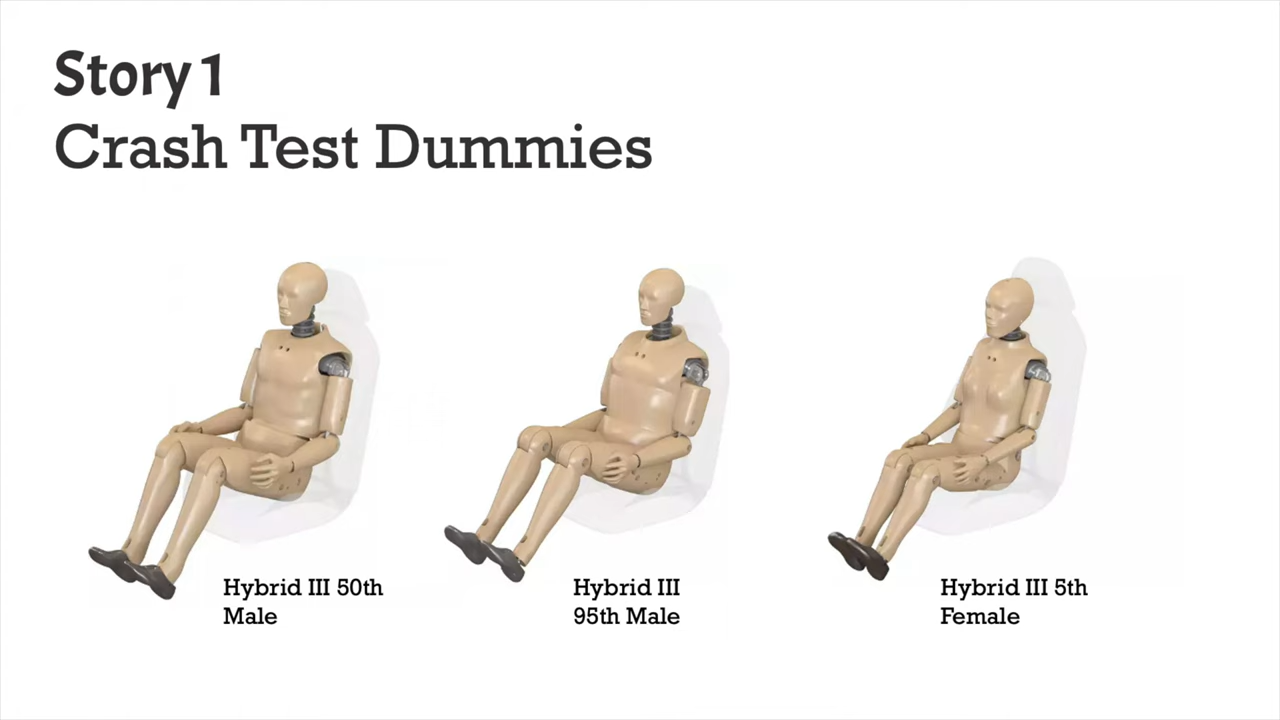 Story 1
Crash Test Dummies
Hybrid III 50th
Male
Hybrid III
95th Male
Hybrid III 5th
Female